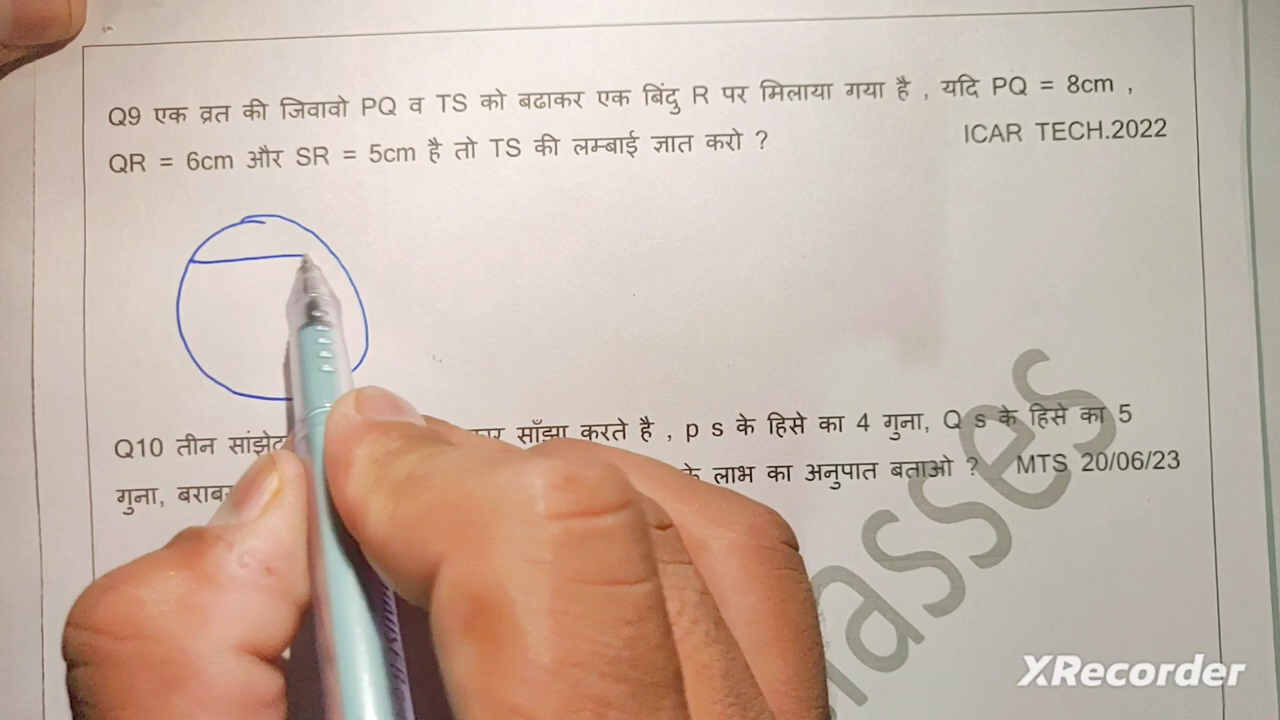 Q9 एक व्रत की जिवावो PQ व TS को बढाकर एक बिंदु R पर मिलाया गया है , यदि PQ = 8cm ,
QR = 6cm और SR = 5cm है तो TS की लम्बाई ज्ञात करो ? ICAR TECH.2022
Q10 तीन साँझा करते है , p s के हिसे का 4 गुना, Q s के हिसे का 5
गुना, के लाभ का अनुपात बताओ ? MTS 20/06/23
asses
XRecorder